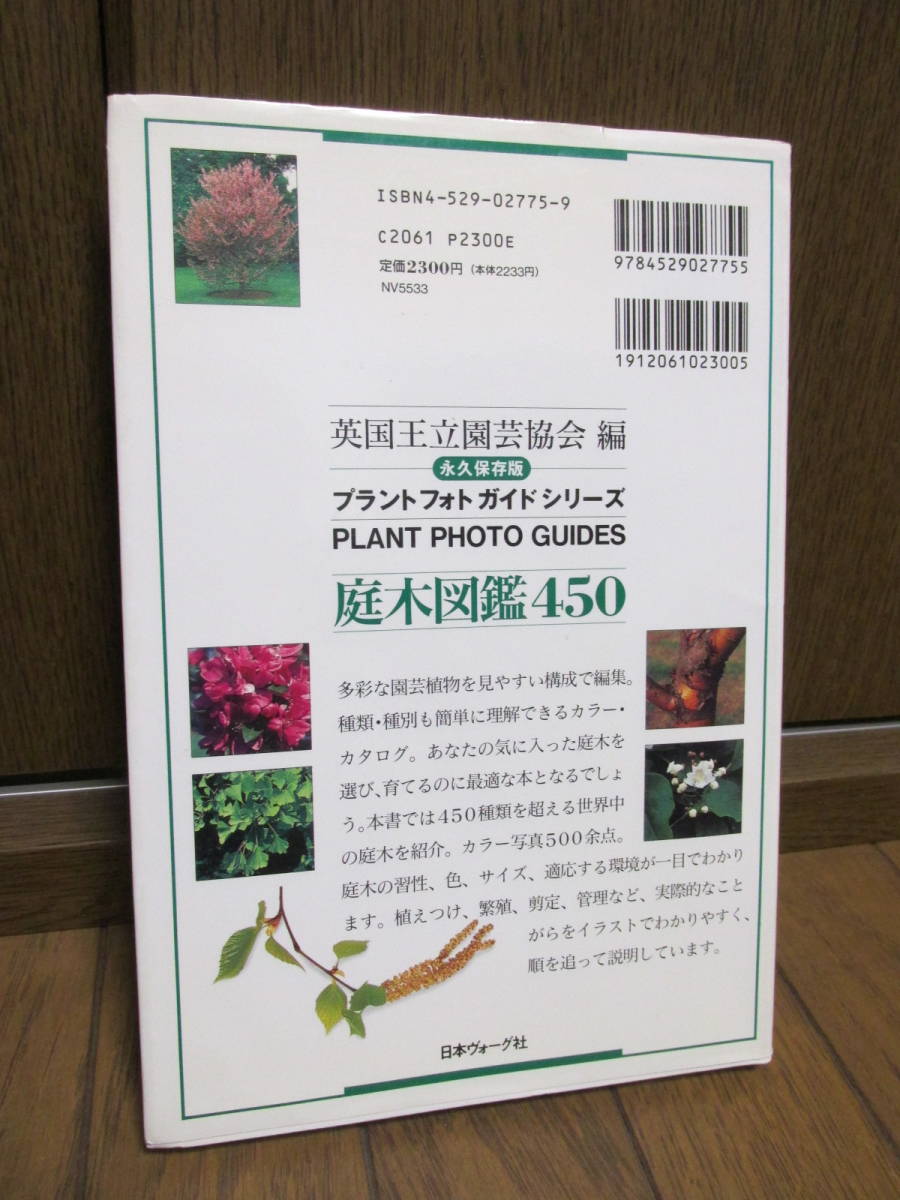 ISBN4-529-02775-9
C2061 P2300E
定価2300円（本体2233円）
NV5533
9784529027755
1912061023005
英国王立園芸協会 編
永久保存版
プラントフォトガイドシリーズ
PLANT PHOTO GUIDES
庭木図鑑450
多彩な園芸植物を見やすい構成で編集。
種類・種別も簡単に理解できるカラー・
カタログ。あなたの気に入った庭木を
選び、育てるのに最適な本となるでしょ
う。本書では450種類を超える世界中
の庭木を紹介。カラー写真500余点。
庭木の習性、色、サイズ、適応する環境が一目でわかり
ます。植えつけ、繁殖、剪定、管理など、実際的なこと
がらをイラストでわかりやすく、
順を追って説明しています。
日本ヴォーグ社